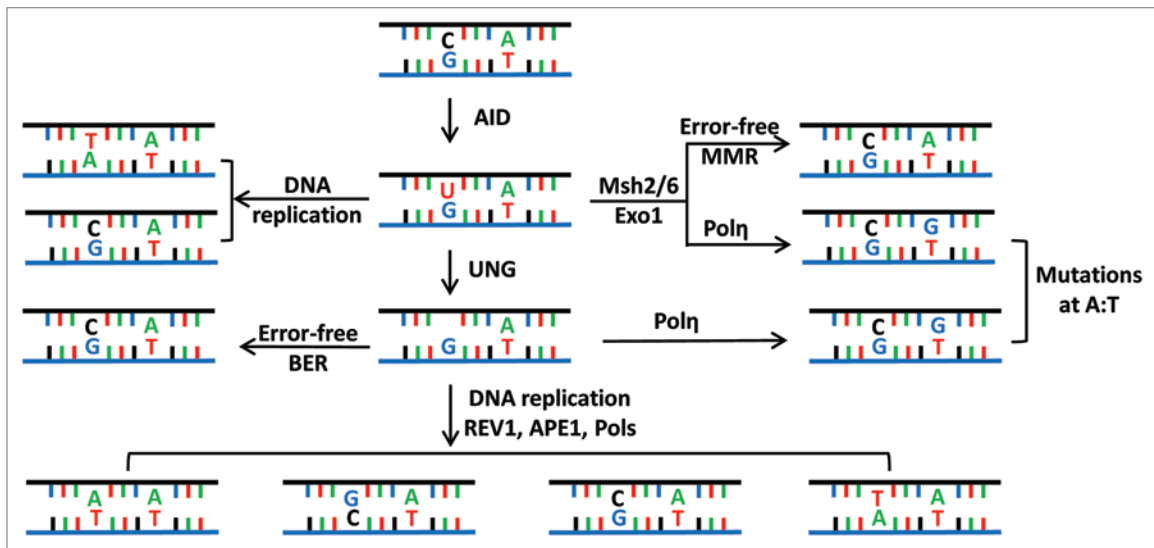 C A
G T
AID
T A
A T
C A
G T
DNA
replication
U A
G T
Msh2/6
Exo1
Error-free
MMR
C A
G T
Polη
C G
G T
Mutations
at A:T
UNG
C A
G T
Error-free
BER
G A
T
Polη
C G
G T
DNA replication
REV1, APE1, Pols
A A
T T
G A
C T
C A
G T
T A
A T